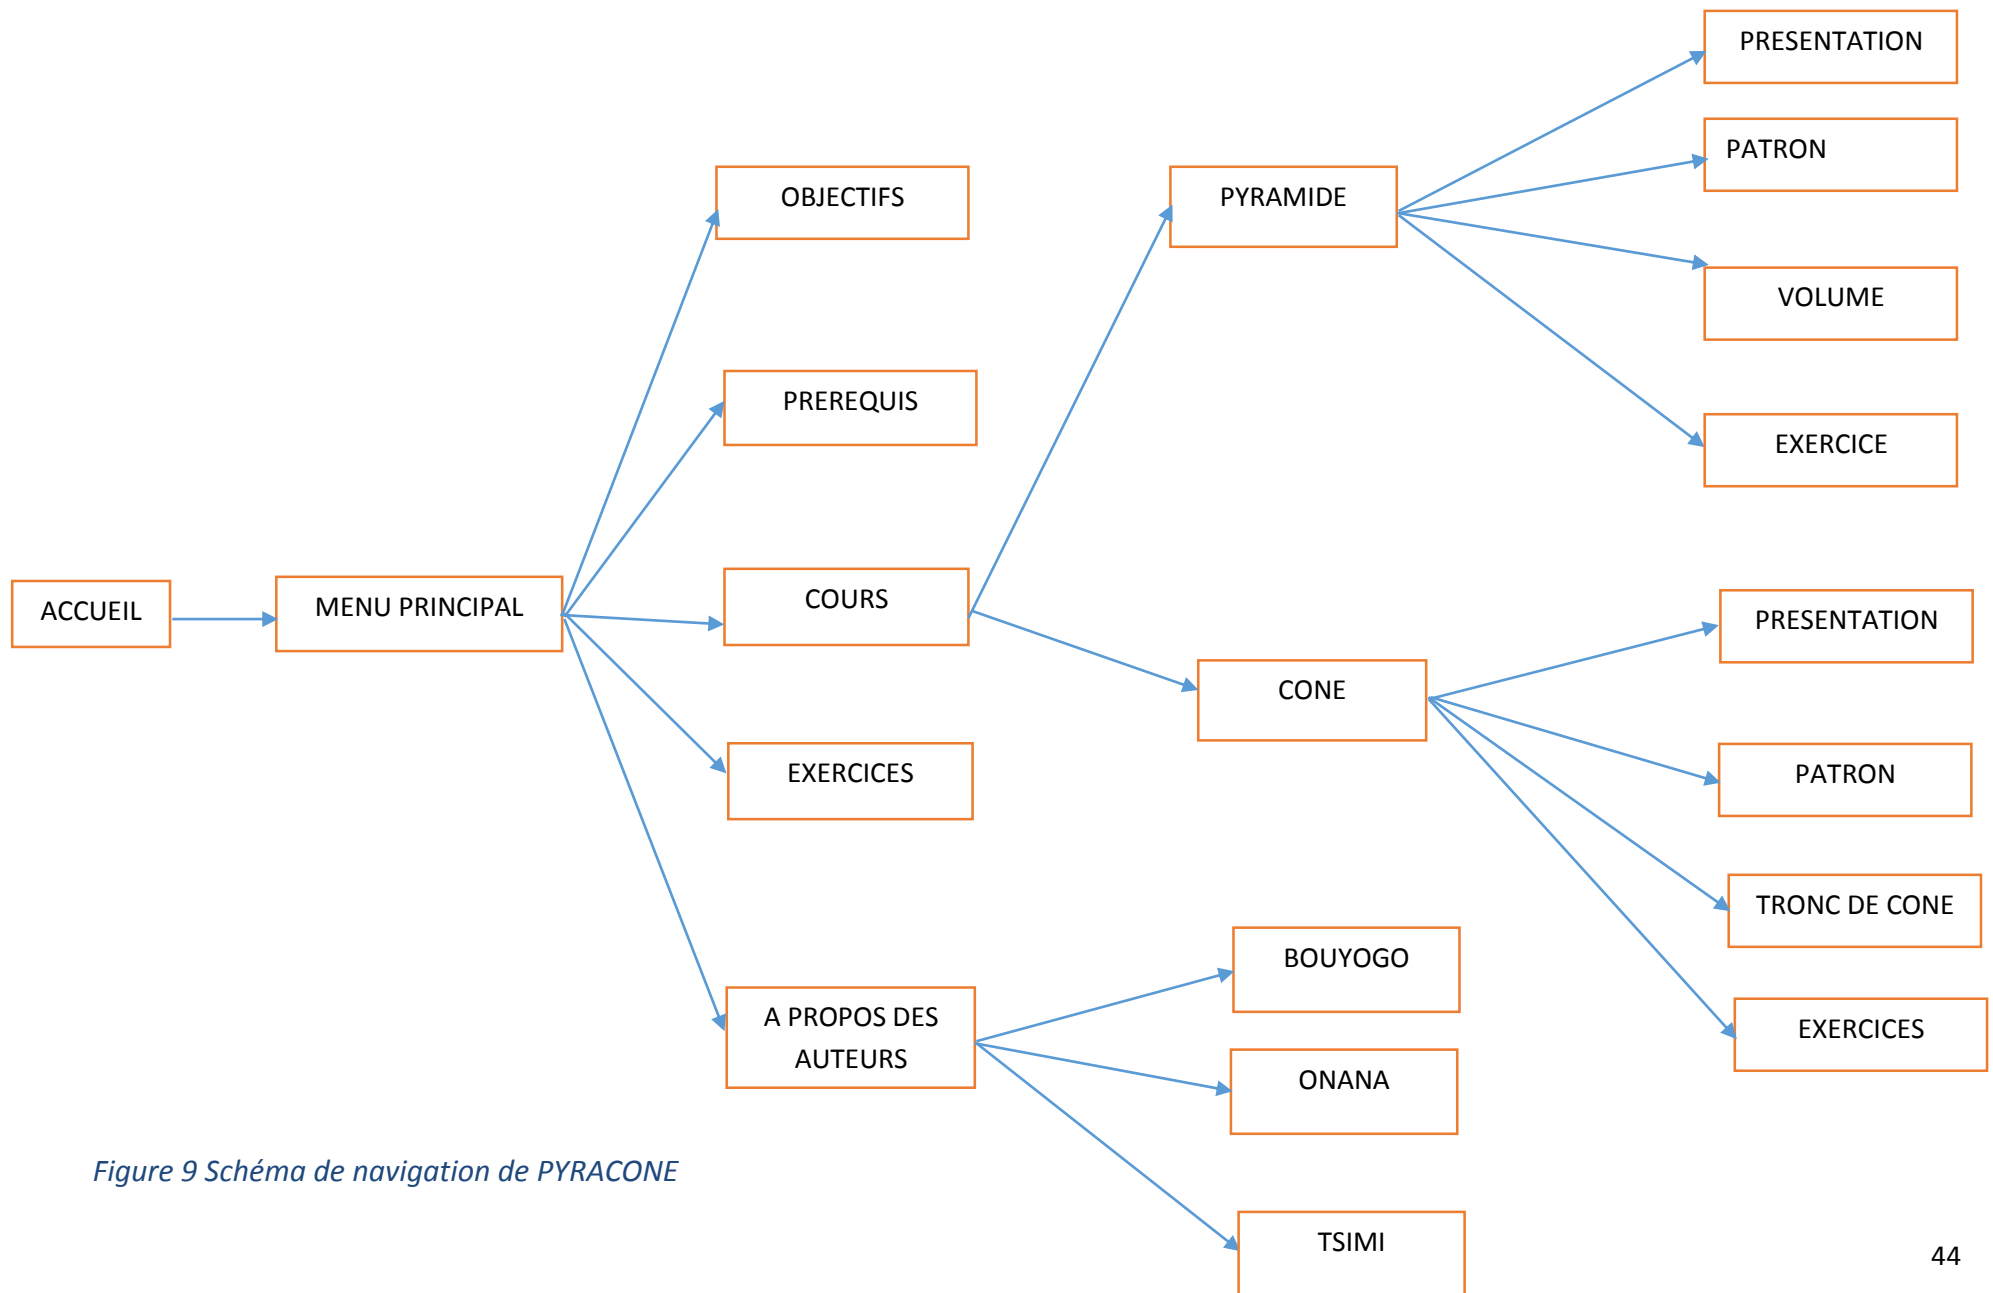 PRESENTATION
PATRON
OBJECTIFS
PYRAMIDE
VOLUME
PREREQUIS
EXERCICE
ACCUEIL
MENU PRINCIPAL
COURS
PRESENTATION
CONE
EXERCICES
PATRON
TRONC DE CONE
BOUYOGO
A PROPOS DES
AUTEURS
EXERCICES
ONANA
Figure 9 Schéma de navigation de PYRACONE
TSIMI
44